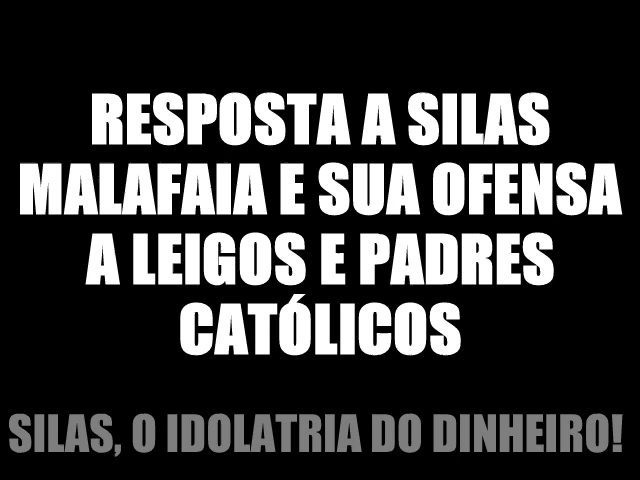 RESPOSTA A SILAS
MALAFAIA E SUA OFENSA
A LEIGOS E PADRES
CATÓLICOS
SILAS, O IDOLATRIA DO DINHEIRO!